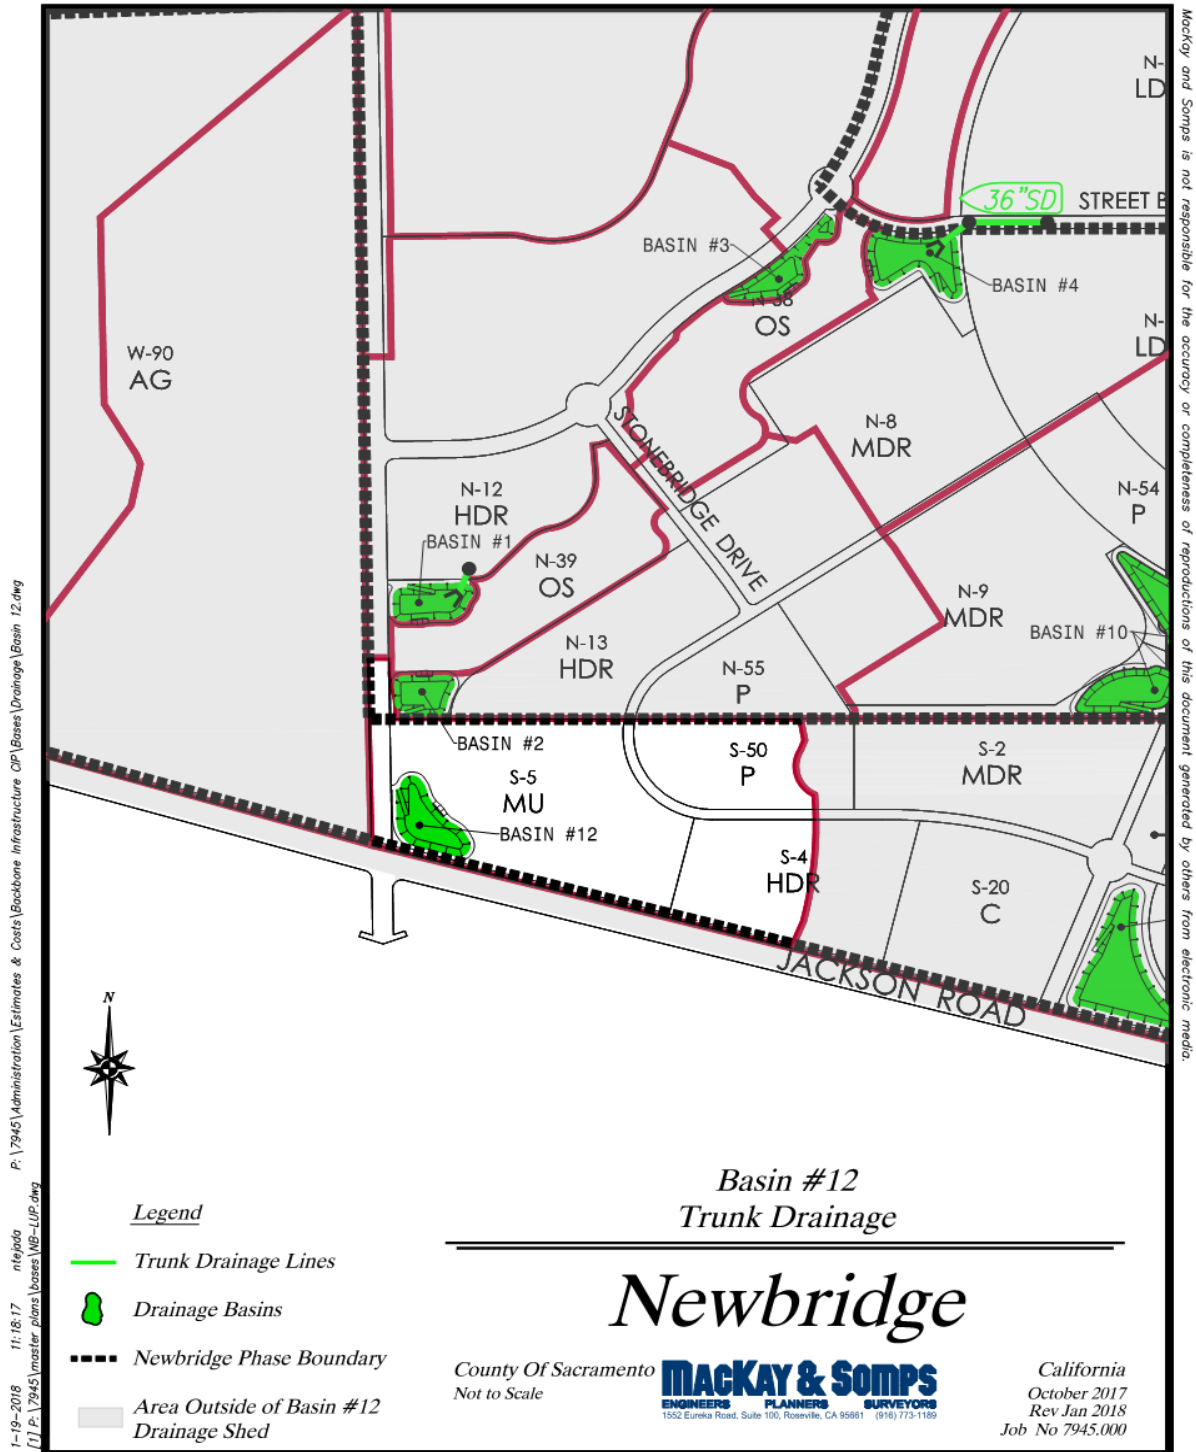 N-
LD
36"SD
STREET B
BASIN #3
BASIN #4
N-38
OS
N-
LD
W-90
AG
STONEBRIDGE DRIVE
N-8
MDR
N-12
HDR
N-54
P
BASIN #1
N-39
OS
N-9
MDR
BASIN #10
N-13
HDR
N-55
P
BASIN #2
S-50
P
S-2
MDR
S-5
MU
BASIN #12
S-4
HDR
S-20
C
JACKSON ROAD
N
Basin #12
Trunk Drainage
Legend
Trunk Drainage Lines
Drainage Basins
Newbridge Phase Boundary
Area Outside of Basin #12
Drainage Shed
Newbridge
County Of Sacramento
Not to Scale
MACKAY & SOMPS
ENGINEERS PLANNERS SURVEYORS
1552 Eureka Road, Suite 100, Roseville, CA 95661 (916) 773-1189
California
October 2017
Rev Jan 2018
Job No 7945.000
1-19-2018 11:18:17 ntejada P:\7945\Administration\Estimates & Costs\Backbone Infrastructure CIP\Bases\Drainage\Basin 12.dwg
[1] P:\7945\master plans\bases\NB-LUP.dwg
MacKay and Somps is not responsible for the accuracy or completeness of reproductions of this document generated by others from electronic media.